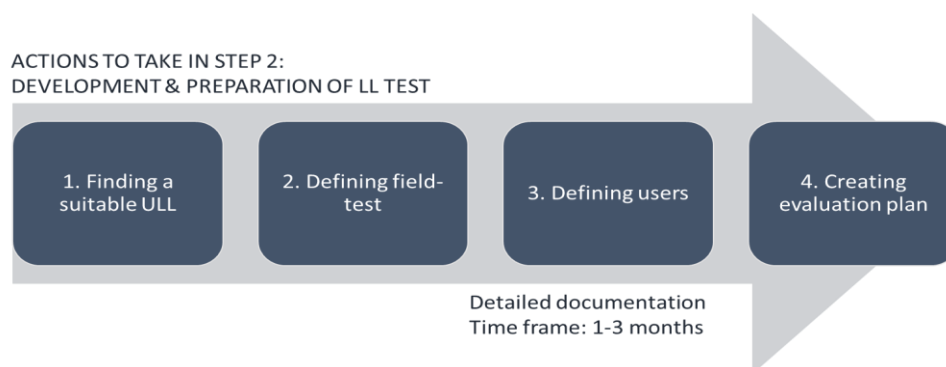 ACTIONS TO TAKE IN STEP 2:
DEVELOPMENT & PREPARATION OF LL TEST
1. Finding a
suitable ULL
2. Defining field-
test
3. Defining users
4. Creating
evaluation plan
Detailed documentation
Time frame: 1-3 months